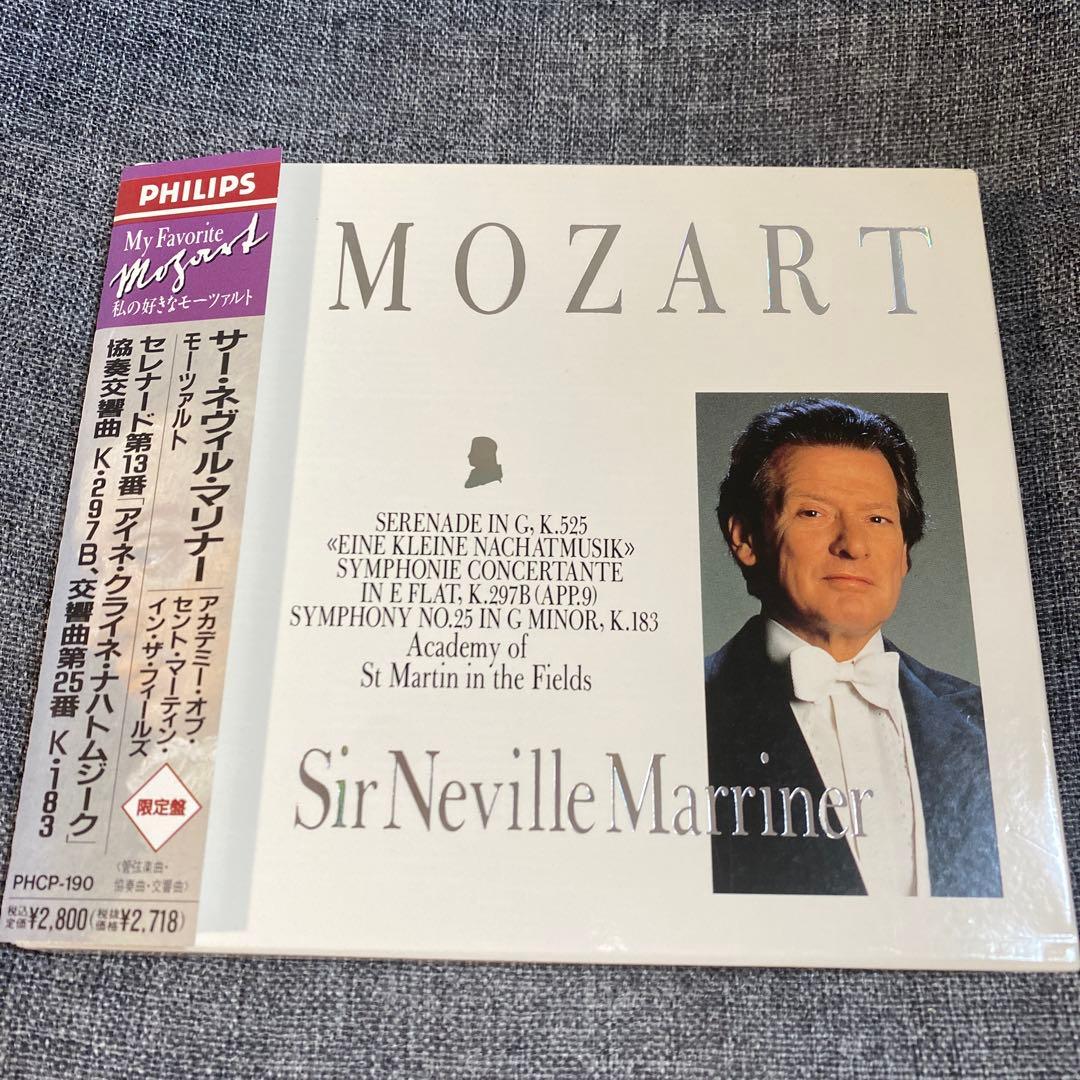 PHILIPS
My Favorite
Mozart
私の好きなモーツァルト
サー・ネヴィル・マリナー
アカデミー・オブ・
セント・マーティン・
イン・ザ・フィールズ
モーツァルト
セレナード第13番「アイネ・クライネ・ナハトムジーク」
協奏交響曲 K・297B、交響曲第25番 K・183
限定盤
〈管弦楽曲・
協奏曲・交響曲〉
PHCP-190
税込定価¥2,800(税抜価格¥2,718)
MOZART
SERENADE IN G, K.525
«EINE KLEINE NACHATMUSIK»
SYMPHONIE CONCERTANTE
IN E FLAT, K.297B (APP.9)
SYMPHONY NO.25 IN G MINOR, K.183
Academy of
St Martin in the Fields
Sir Neville Marriner